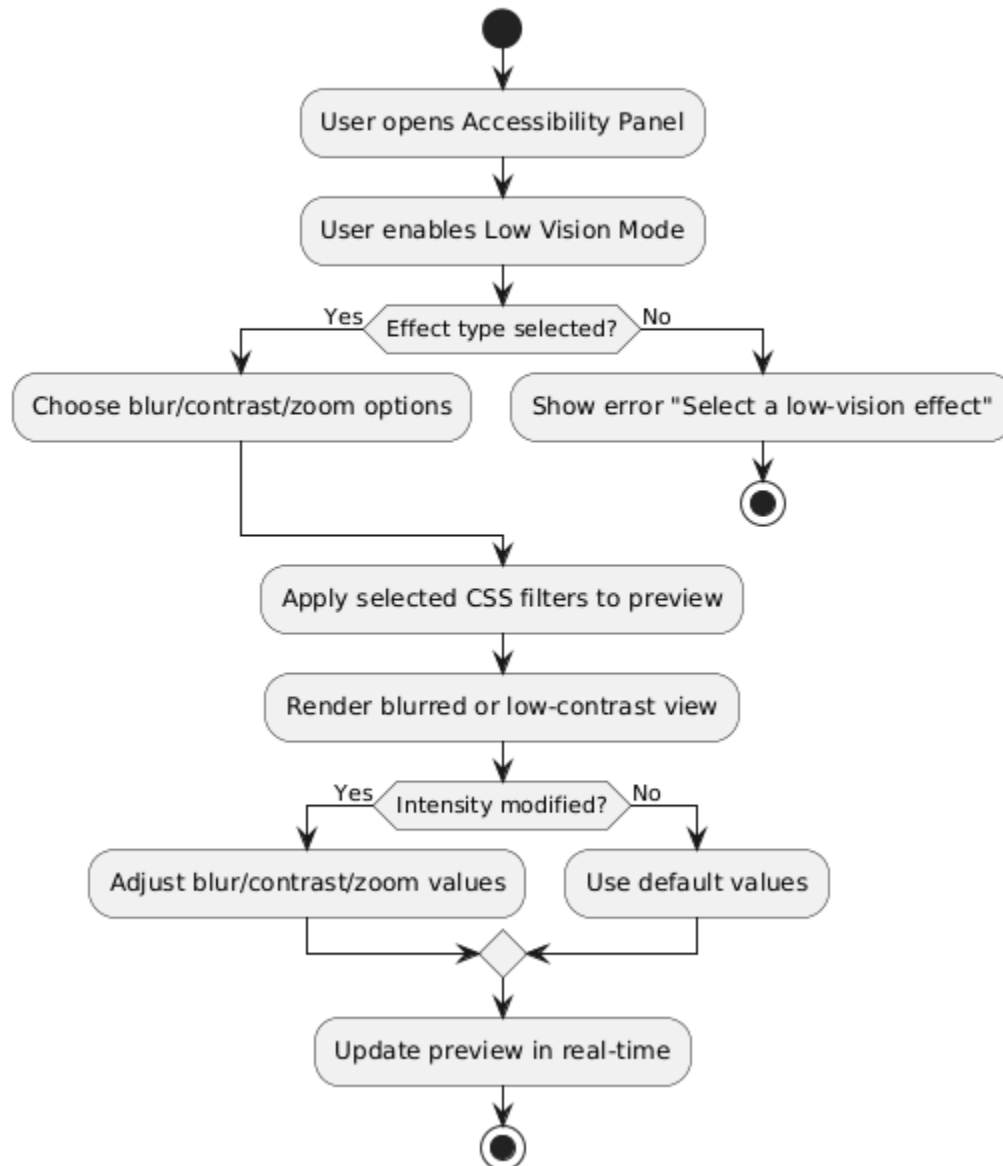 User opens Accessibility Panel
User enables Low Vision Mode
Yes
Effect type selected?
No
Choose blur/contrast/zoom options
Show error "Select a low-vision effect"
Apply selected CSS filters to preview
Render blurred or low-contrast view
Yes
Intensity modified?
No
Adjust blur/contrast/zoom values
Use default values
Update preview in real-time